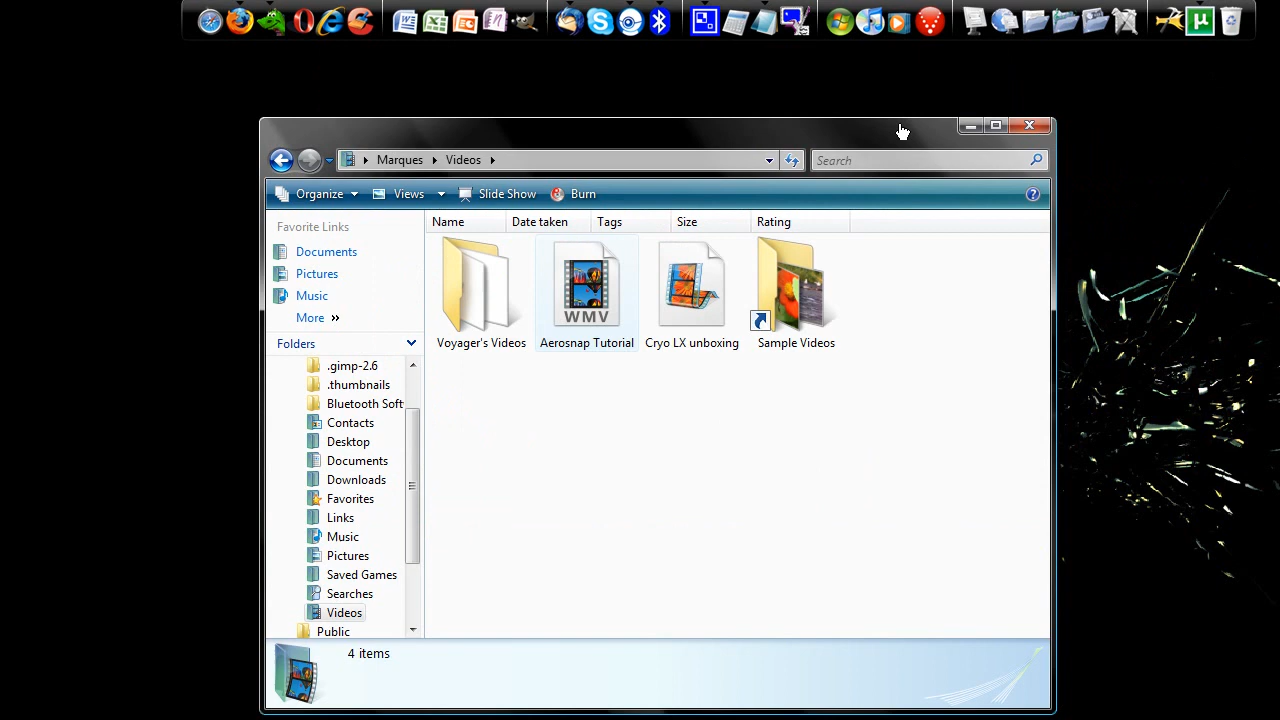 Marques Videos
Search
Organize Views Slide Show Burn
Favorite Links
Documents
Pictures
Music
More »
Folders
.gimp-2.6
.thumbnails
Bluetooth Soft
Contacts
Desktop
Documents
Downloads
Favorites
Links
Music
Pictures
Saved Games
Searches
Videos
Public
Name Date taken Tags Size Rating
WMV
Voyager's Videos Aerosnap Tutorial Cryo LX unboxing Sample Videos
4 items